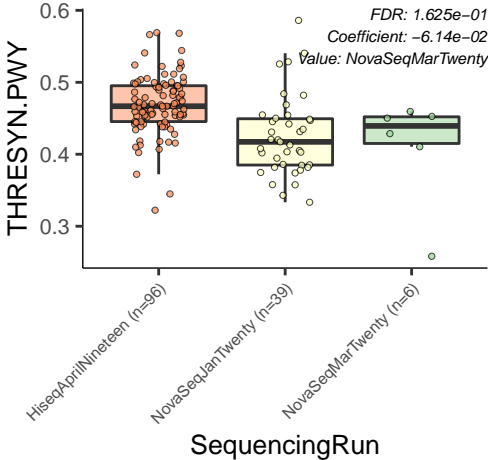 FDR: 1.625e−01
Coefficient: −6.14e−02
Value: NovaSeqMarTwenty
0.6
0.5
0.4
0.3
THRESYN.PWY
HiseqAprilNineteen (n=96)
NovaSeqJanTwenty (n=39)
NovaSeqMarTwenty (n=6)
SequencingRun